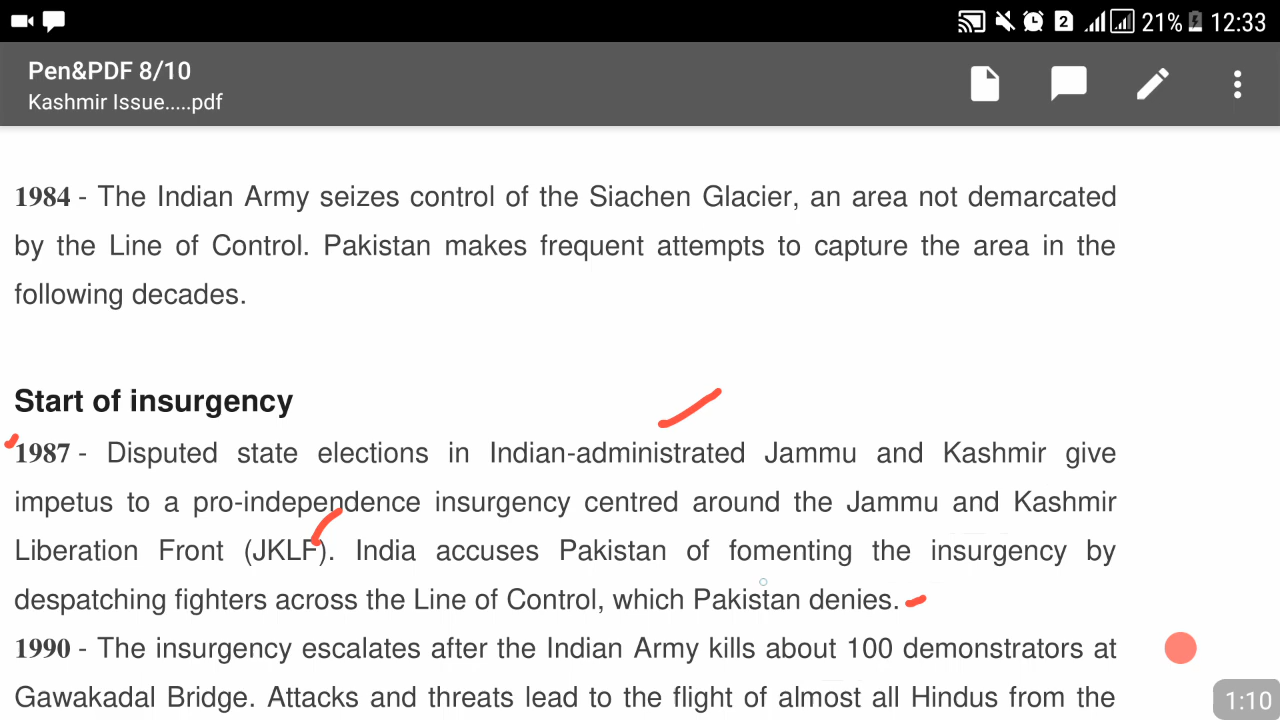 2 21% 12:33
Pen&PDF 8/10
Kashmir Issue.....pdf
1984 - The Indian Army seizes control of the Siachen Glacier, an area not demarcated
by the Line of Control. Pakistan makes frequent attempts to capture the area in the
following decades.
Start of insurgency
1987 - Disputed state elections in Indian-administrated Jammu and Kashmir give
impetus to a pro-independence insurgency centred around the Jammu and Kashmir
Liberation Front (JKLF). India accuses Pakistan of fomenting the insurgency by
despatching fighters across the Line of Control, which Pakistan denies.
1990 - The insurgency escalates after the Indian Army kills about 100 demonstrators at
Gawakadal Bridge. Attacks and threats lead to the flight of almost all Hindus from the
1:10